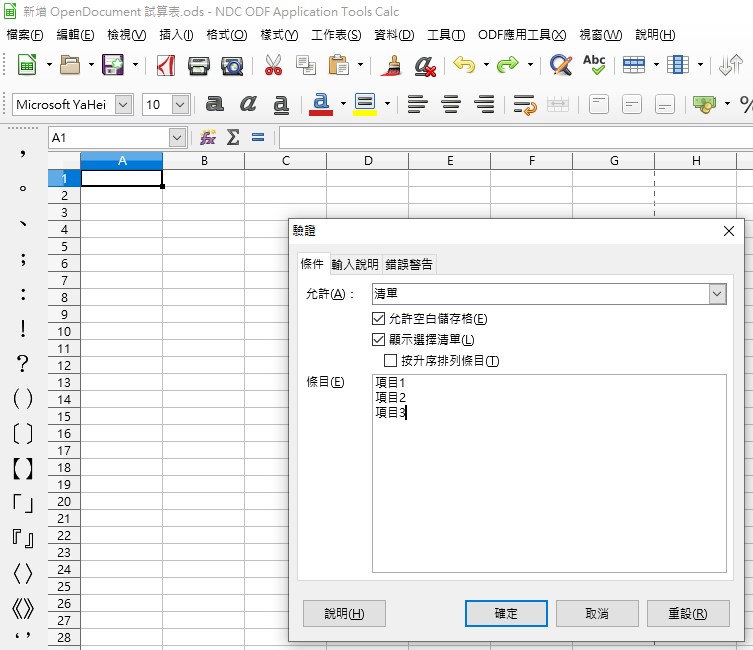 新增 OpenDocument 試算表.ods - NDC ODF Application Tools Calc
檔案(F) 編輯(E) 檢視(V) 插入(I) 格式(O) 樣式(Y) 工作表(S) 資料(D) 工具(T) ODF應用工具(X) 視窗(W) 說明(H)
Abc
Microsoft YaHei 10 a a a a %
A1 fx Σ =
A B C D E F G H
1
2
3
4
5
6
7
8
9
10
11
12
13
14
15
16
17
18
19
20
21
22
23
24
25
26
27
28
，
。
、
；
：
！
？
( )
〔 〕
【 】
「 」
『 』
〈 〉
《 》
‘ ’
驗證
條件 輸入說明 錯誤警告
允許(A)： 清單
允許空白儲存格(E)
顯示選擇清單(L)
按升序排列條目(T)
條目(E)
項目1
項目2
項目3
說明(H) 確定 取消 重設(R)